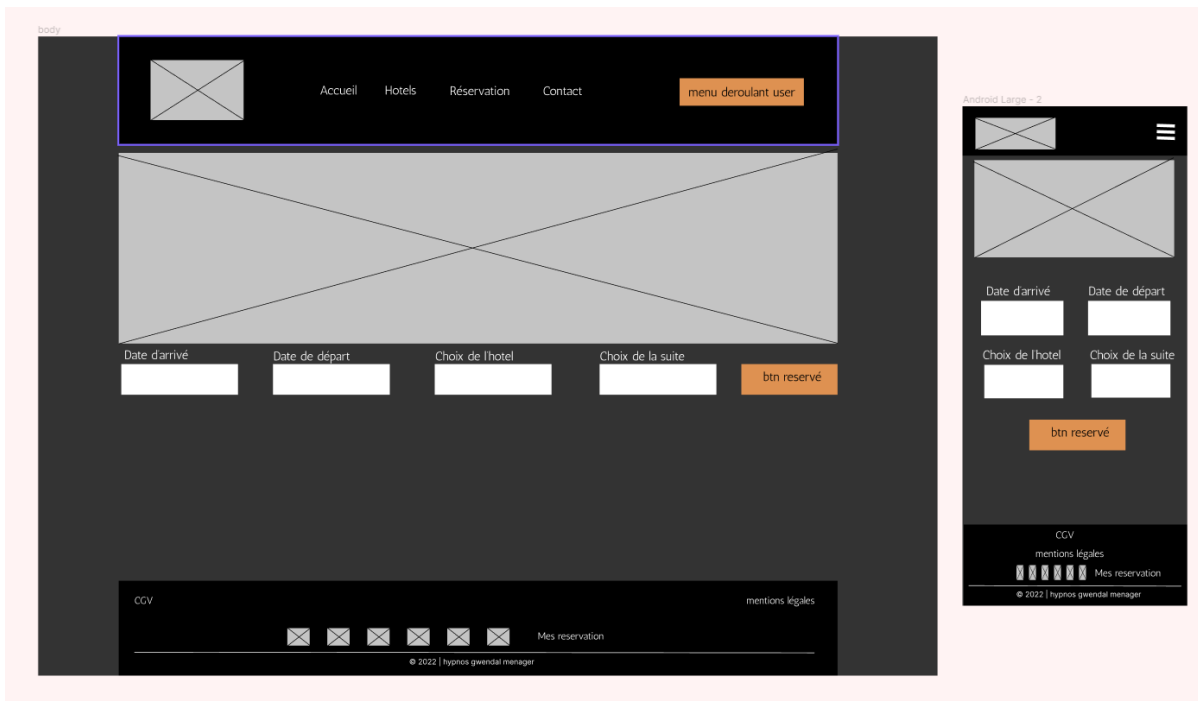 body
Accueil Hotels Réservation Contact menu deroulant user
Date d'arrivé Date de départ Choix de l'hotel Choix de la suite
btn reservé
CGV mentions légales
Mes reservation
© 2022 | hypnos gwendal menager
Android Large - 2
Date d'arrivé Date de départ
Choix de l'hotel Choix de la suite
btn reservé
CGV
mentions légales
Mes reservation
© 2022 | hypnos gwendal menager